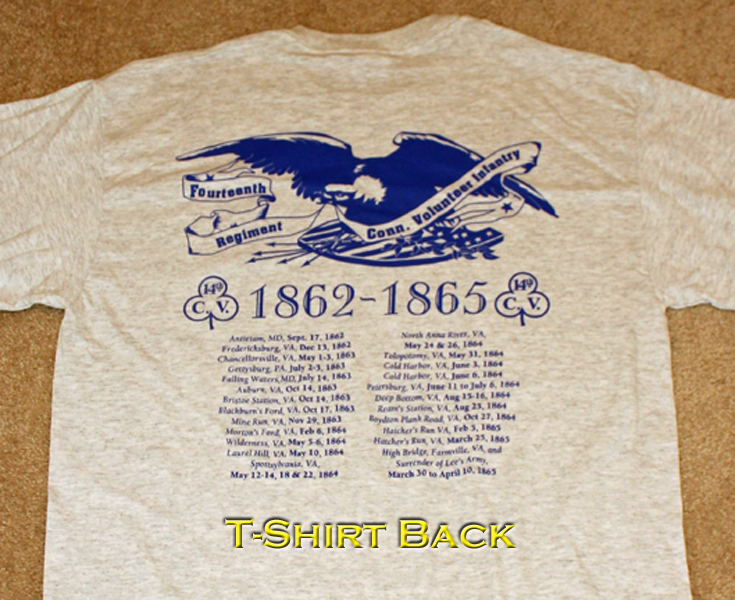 Fourteenth
Regiment
Conn. Volunteer Infantry
14th
C. V.
1862-1865
14th
C. V.
Antietam, MD, Sept. 17, 1862
Fredericksburg, VA, Dec 13, 1862
Chancellorsville, VA, May 1-3, 1863
Gettysburg, PA, July 2-3, 1863
Falling Waters, MD, July 14, 1863
Auburn, VA, Oct 14, 1863
Bristoe Station, VA, Oct 14, 1863
Blackburn's Ford, VA, Oct 17, 1863
Mine Run, VA, Nov 29, 1863
Morton's Ford, VA, Feb 6, 1864
Wilderness, VA, May 5-6, 1864
Laurel Hill, VA, May 10, 1864
Spottsylvania, VA,
May 12-14, 18 & 22, 1864
North Anna River, VA,
May 24 & 26, 1864
Tolopotomy, VA, May 31, 1864
Cold Harbor, VA, June 3, 1864
Cold Harbor, VA, June 6, 1864
Petersburg, VA, June 11 to July 6, 1864
Deep Bottom, VA, Aug 15-16, 1864
Ream's Station, VA, Aug 25, 1864
Boydton Plank Road, VA, Oct 27, 1864
Hatcher's Run VA, Feb 5, 1865
Hatcher's Run, VA, March 25, 1865
High Bridge, Farmville, VA, and
Surrender of Lee's Army,
March 30 to April 10, 1865
T-Shirt Back